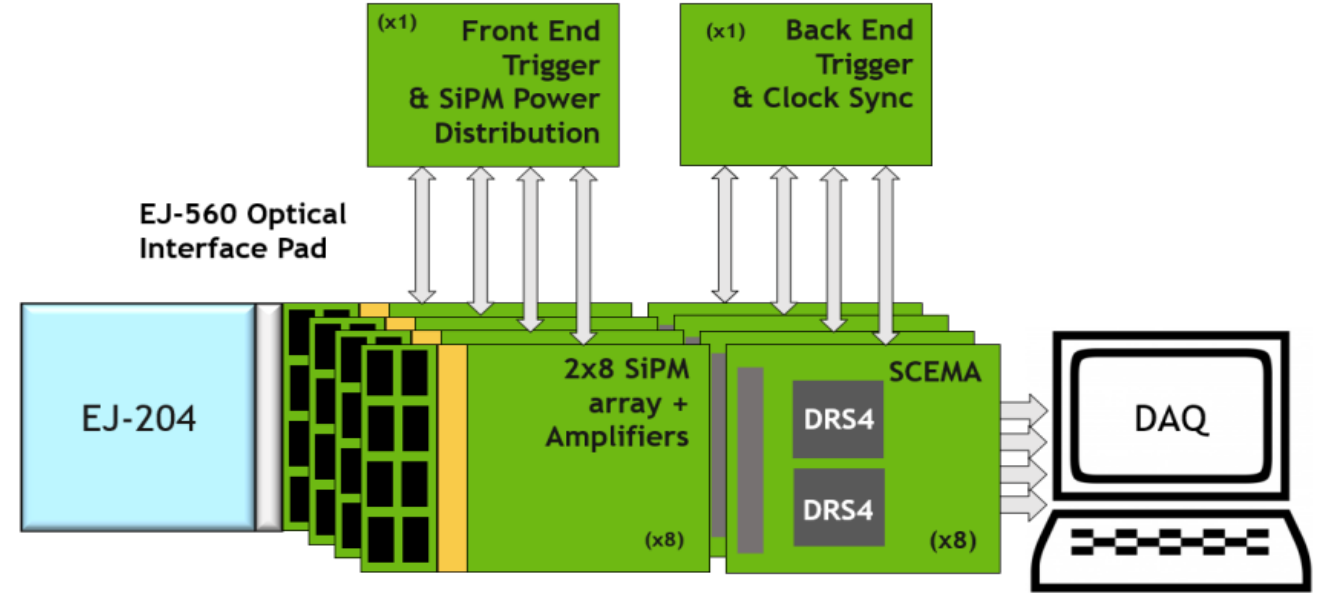 (x1) Front End
Trigger
& SiPM Power
Distribution
(x1) Back End
Trigger
& Clock Sync
EJ-560 Optical
Interface Pad
EJ-204
2x8 SiPM
array +
Amplifiers
(x8)
SCEMA
DRS4
DRS4
(x8)
DAQ